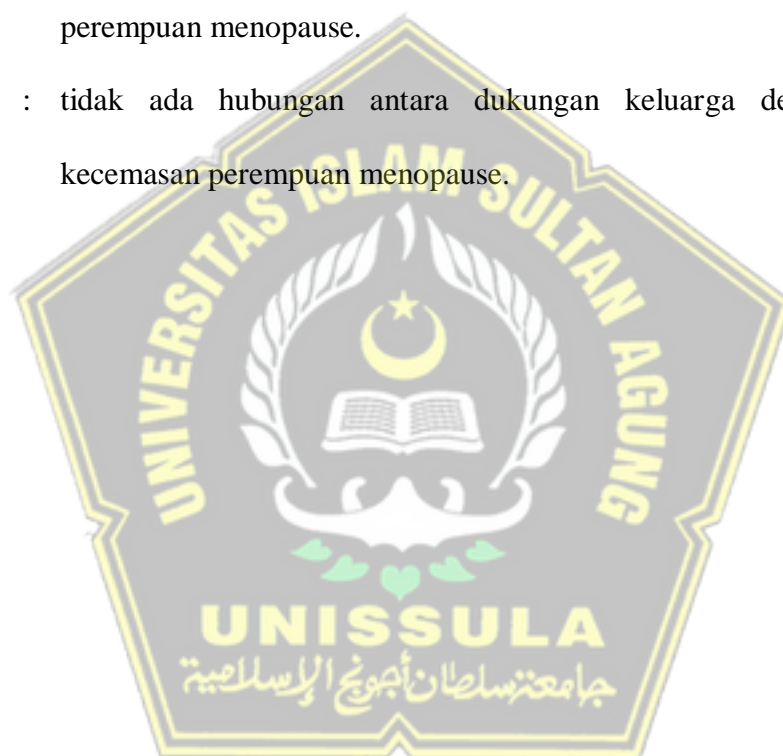 perempuan menopause.
: tidak ada hubungan antara dukungan keluarga de
kecemasan perempuan menopause.
UNIVERSITAS ISLAM SULTAN AGUNG
UNISSULA
جامعة سلطان أجونج الإسلامية